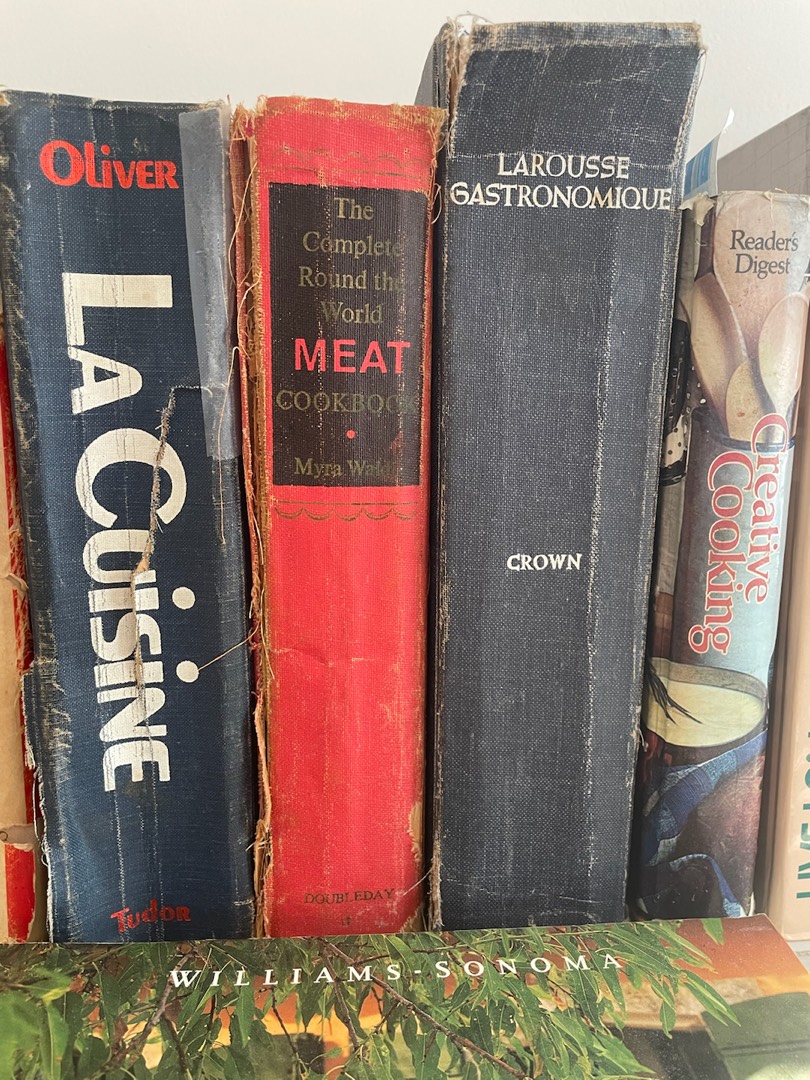 Oliver
LA CUISINE
Tudor
The
Complete
Round the
World
MEAT
COOKBOOK
Myra
DOUBLEDAY
LAROUSSE
GASTRONOMIQUE
CROWN
Reader's
Digest
Creative
Cooking
WILLIAMS-SONOMA